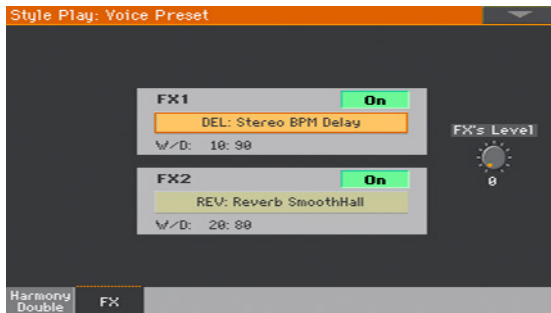 Style Play: Voice Preset
FX1 On
DEL: Stereo BPM Delay
W/D: 10:90
FX's Level
0
FX2 On
REV: Reverb SmoothHall
W/D: 20:80
Harmony
Double
FX